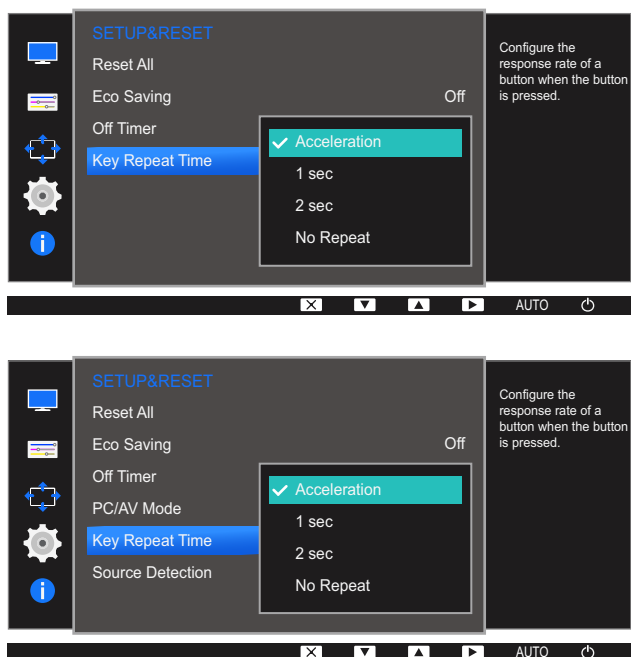 SETUP&RESET
Reset All
Eco Saving Off
Off Timer
Key Repeat Time
Acceleration
1 sec
2 sec
No Repeat
Configure the
response rate of a
button when the button
is pressed.
AUTO
SETUP&RESET
Reset All
Eco Saving Off
Off Timer
PC/AV Mode
Key Repeat Time
Source Detection
Acceleration
1 sec
2 sec
No Repeat
Configure the
response rate of a
button when the button
is pressed.
AUTO